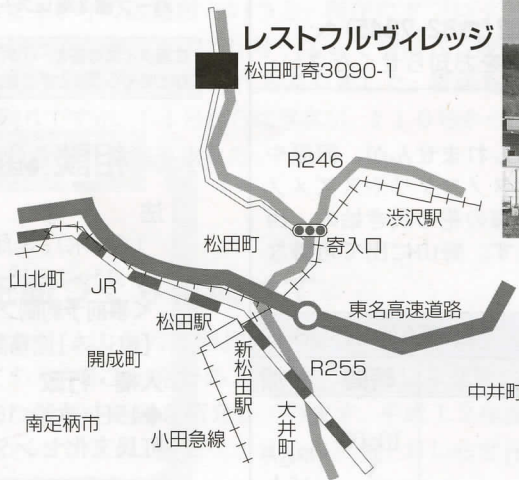 レストフルヴィレッジ
松田町寄3090-1
R246
渋沢駅
松田町
寄入口
山北町
JR
東名高速道路
松田駅
新松田駅
開成町
R255
中井町
南足柄市
小田急線
大井町